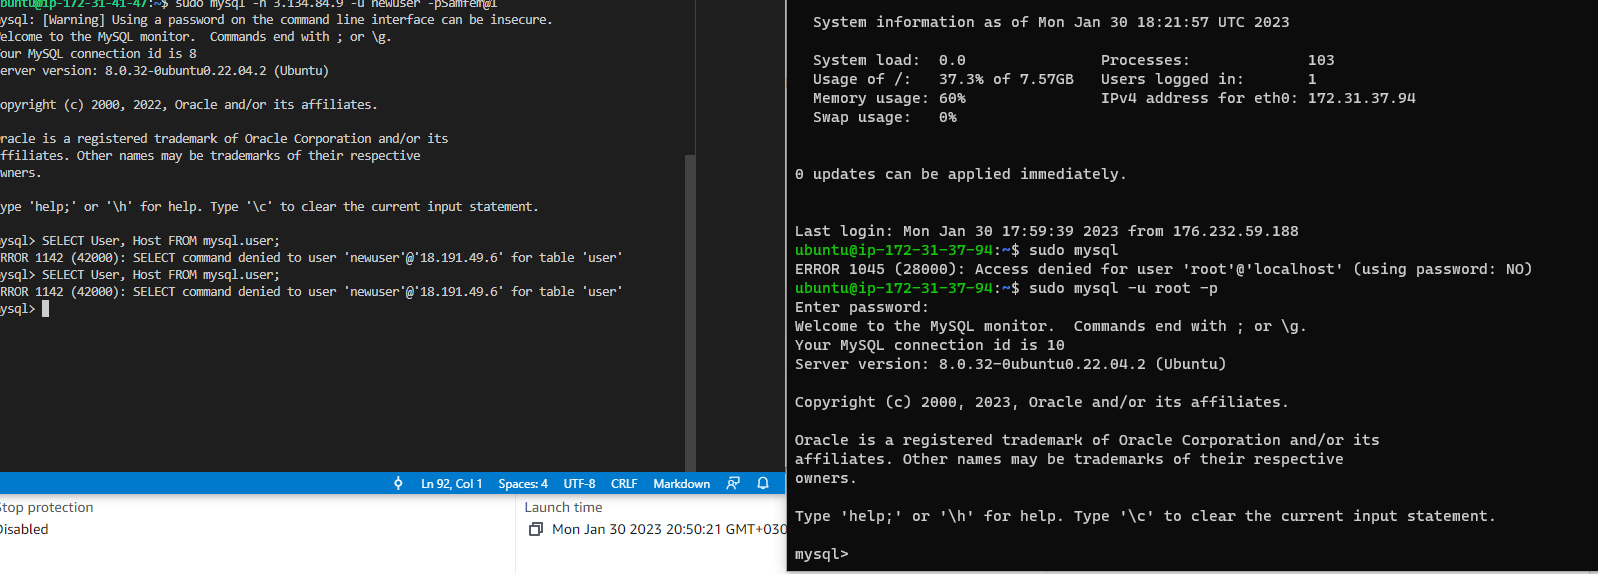 ubuntu@ip-172-31-41-47:~$ sudo mysql -h 3.134.84.9 -u newuser -pSamfem@1
mysql: [Warning] Using a password on the command line interface can be insecure.
elcome to the MySQL monitor.  Commands end with ; or \g.
our MySQL connection id is 8
erver version: 8.0.32-0ubuntu0.22.04.2 (Ubuntu)
opyright (c) 2000, 2022, Oracle and/or its affiliates.
racle is a registered trademark of Oracle Corporation and/or its
ffiliates. Other names may be trademarks of their respective
wners.
ype 'help;' or '\h' for help. Type '\c' to clear the current input statement.
ysql> SELECT User, Host FROM mysql.user;
RROR 1142 (42000): SELECT command denied to user 'newuser'@'18.191.49.6' for table 'user'
ysql> SELECT User, Host FROM mysql.user;
RROR 1142 (42000): SELECT command denied to user 'newuser'@'18.191.49.6' for table 'user'
ysql>
Ln 92, Col 1 Spaces: 4 UTF-8 CRLF Markdown
Stop protection
Disabled
Launch time
Mon Jan 30 2023 20:50:21 GMT+030
System information as of Mon Jan 30 18:21:57 UTC 2023
System load:  0.0 Processes: 103
Usage of /:   37.3% of 7.57GB Users logged in: 1
Memory usage: 60% IPv4 address for eth0: 172.31.37.94
Swap usage:   0%
0 updates can be applied immediately.
Last login: Mon Jan 30 17:59:39 2023 from 176.232.59.188
ubuntu@ip-172-31-37-94:~$ sudo mysql
ERROR 1045 (28000): Access denied for user 'root'@'localhost' (using password: NO)
ubuntu@ip-172-31-37-94:~$ sudo mysql -u root -p
Enter password:
Welcome to the MySQL monitor.  Commands end with ; or \g.
Your MySQL connection id is 10
Server version: 8.0.32-0ubuntu0.22.04.2 (Ubuntu)
Copyright (c) 2000, 2023, Oracle and/or its affiliates.
Oracle is a registered trademark of Oracle Corporation and/or its
affiliates. Other names may be trademarks of their respective
owners.
Type 'help;' or '\h' for help. Type '\c' to clear the current input statement.
mysql>